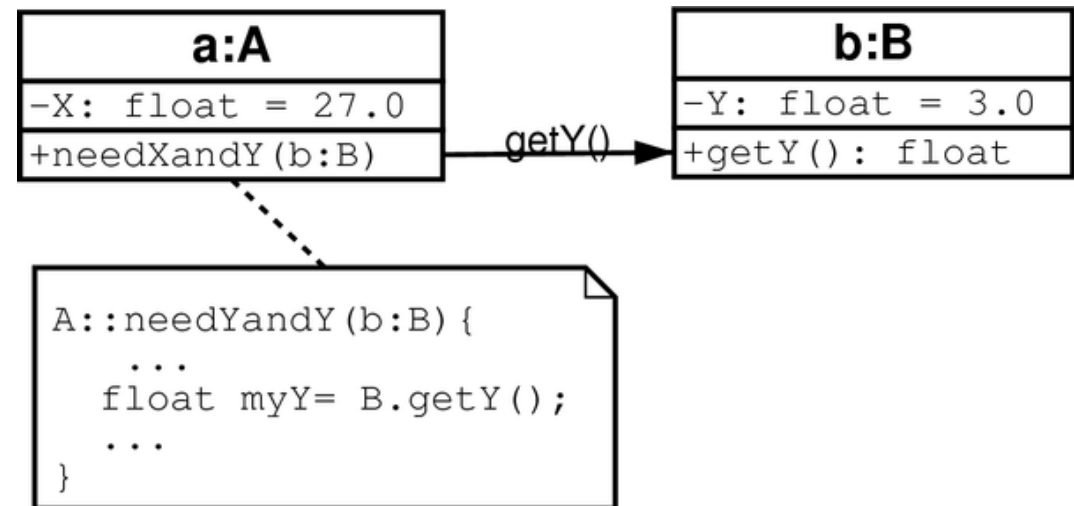 a:A
-X: float = 27.0
+needXandY(b:B)
getY()
b:B
-Y: float = 3.0
+getY(): float
A::needYandY(b:B){
...
float myY= B.getY();
...
}